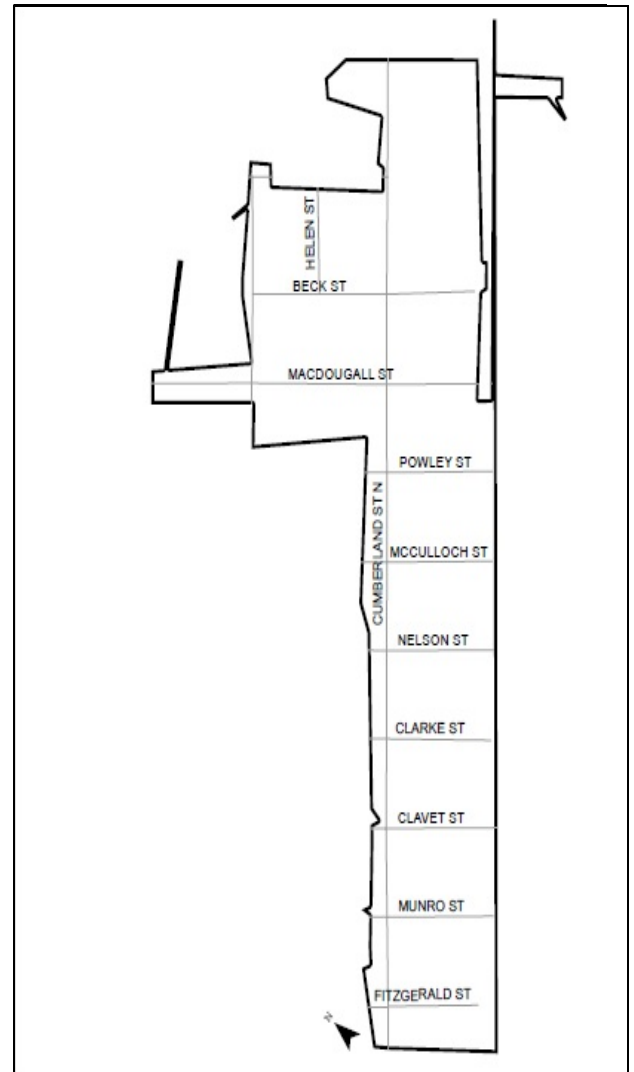 HELEN ST
BECK ST
MACDOUGALL ST
POWLEY ST
CUMBERLAND ST N
MCCULLOCH ST
NELSON ST
CLARKE ST
CLAVET ST
MUNRO ST
FITZGERALD ST
N